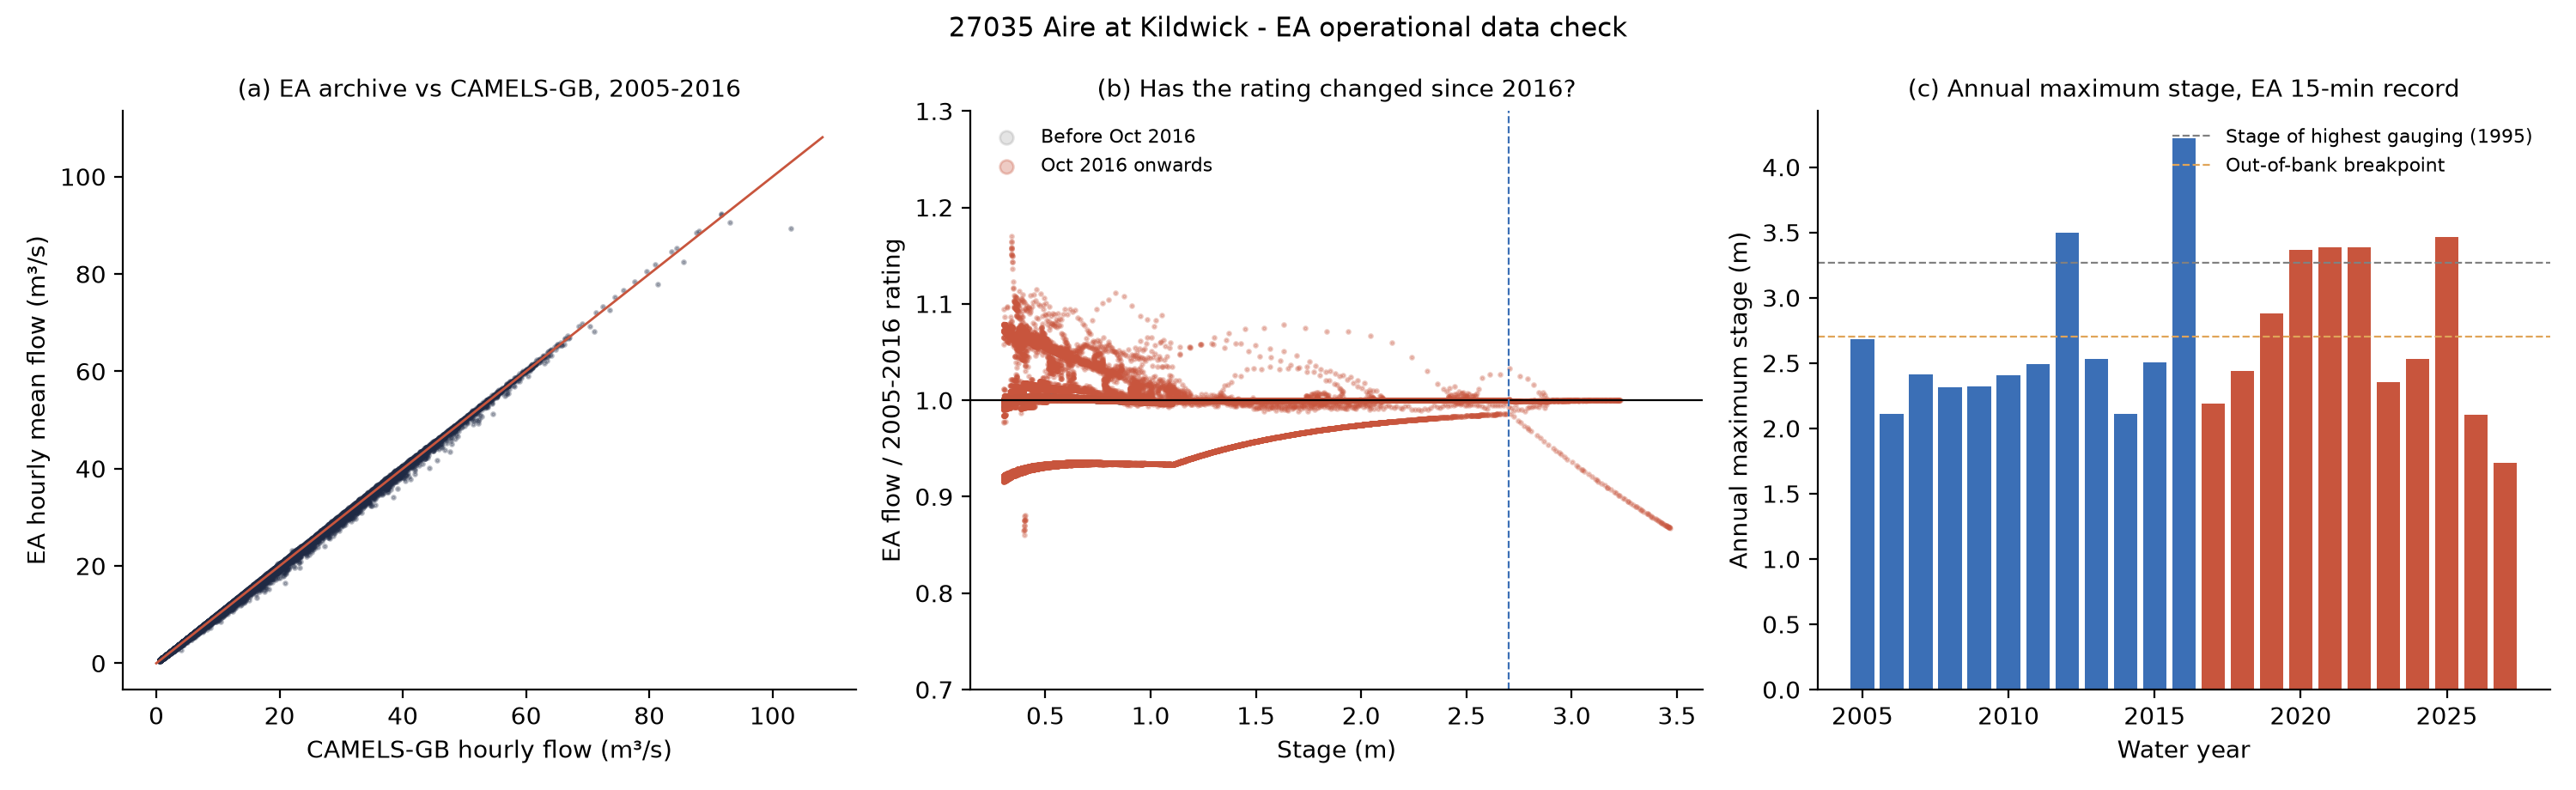 27035 Aire at Kildwick - EA operational data check
(a) EA archive vs CAMELS-GB, 2005-2016
EA hourly mean flow (m³/s)
100
80
60
40
20
0
0 20 40 60 80 100
CAMELS-GB hourly flow (m³/s)
(b) Has the rating changed since 2016?
Before Oct 2016
Oct 2016 onwards
EA flow / 2005-2016 rating
1.3
1.2
1.1
1.0
0.9
0.8
0.7
0.5 1.0 1.5 2.0 2.5 3.0 3.5
Stage (m)
(c) Annual maximum stage, EA 15-min record
Stage of highest gauging (1995)
Out-of-bank breakpoint
Annual maximum stage (m)
4.0
3.5
3.0
2.5
2.0
1.5
1.0
0.5
0.0
2005 2010 2015 2020 2025
Water year